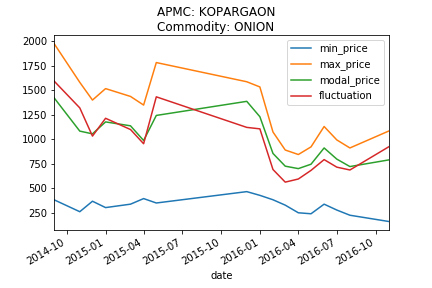 APMC: KOPARGAON
Commodity: ONION
2000
1750
1500
1250
1000
750
500
250
min_price
max_price
modal_price
fluctuation
2014-10
2015-01
2015-04
2015-07
2015-10
2016-01
2016-04
2016-07
2016-10
date